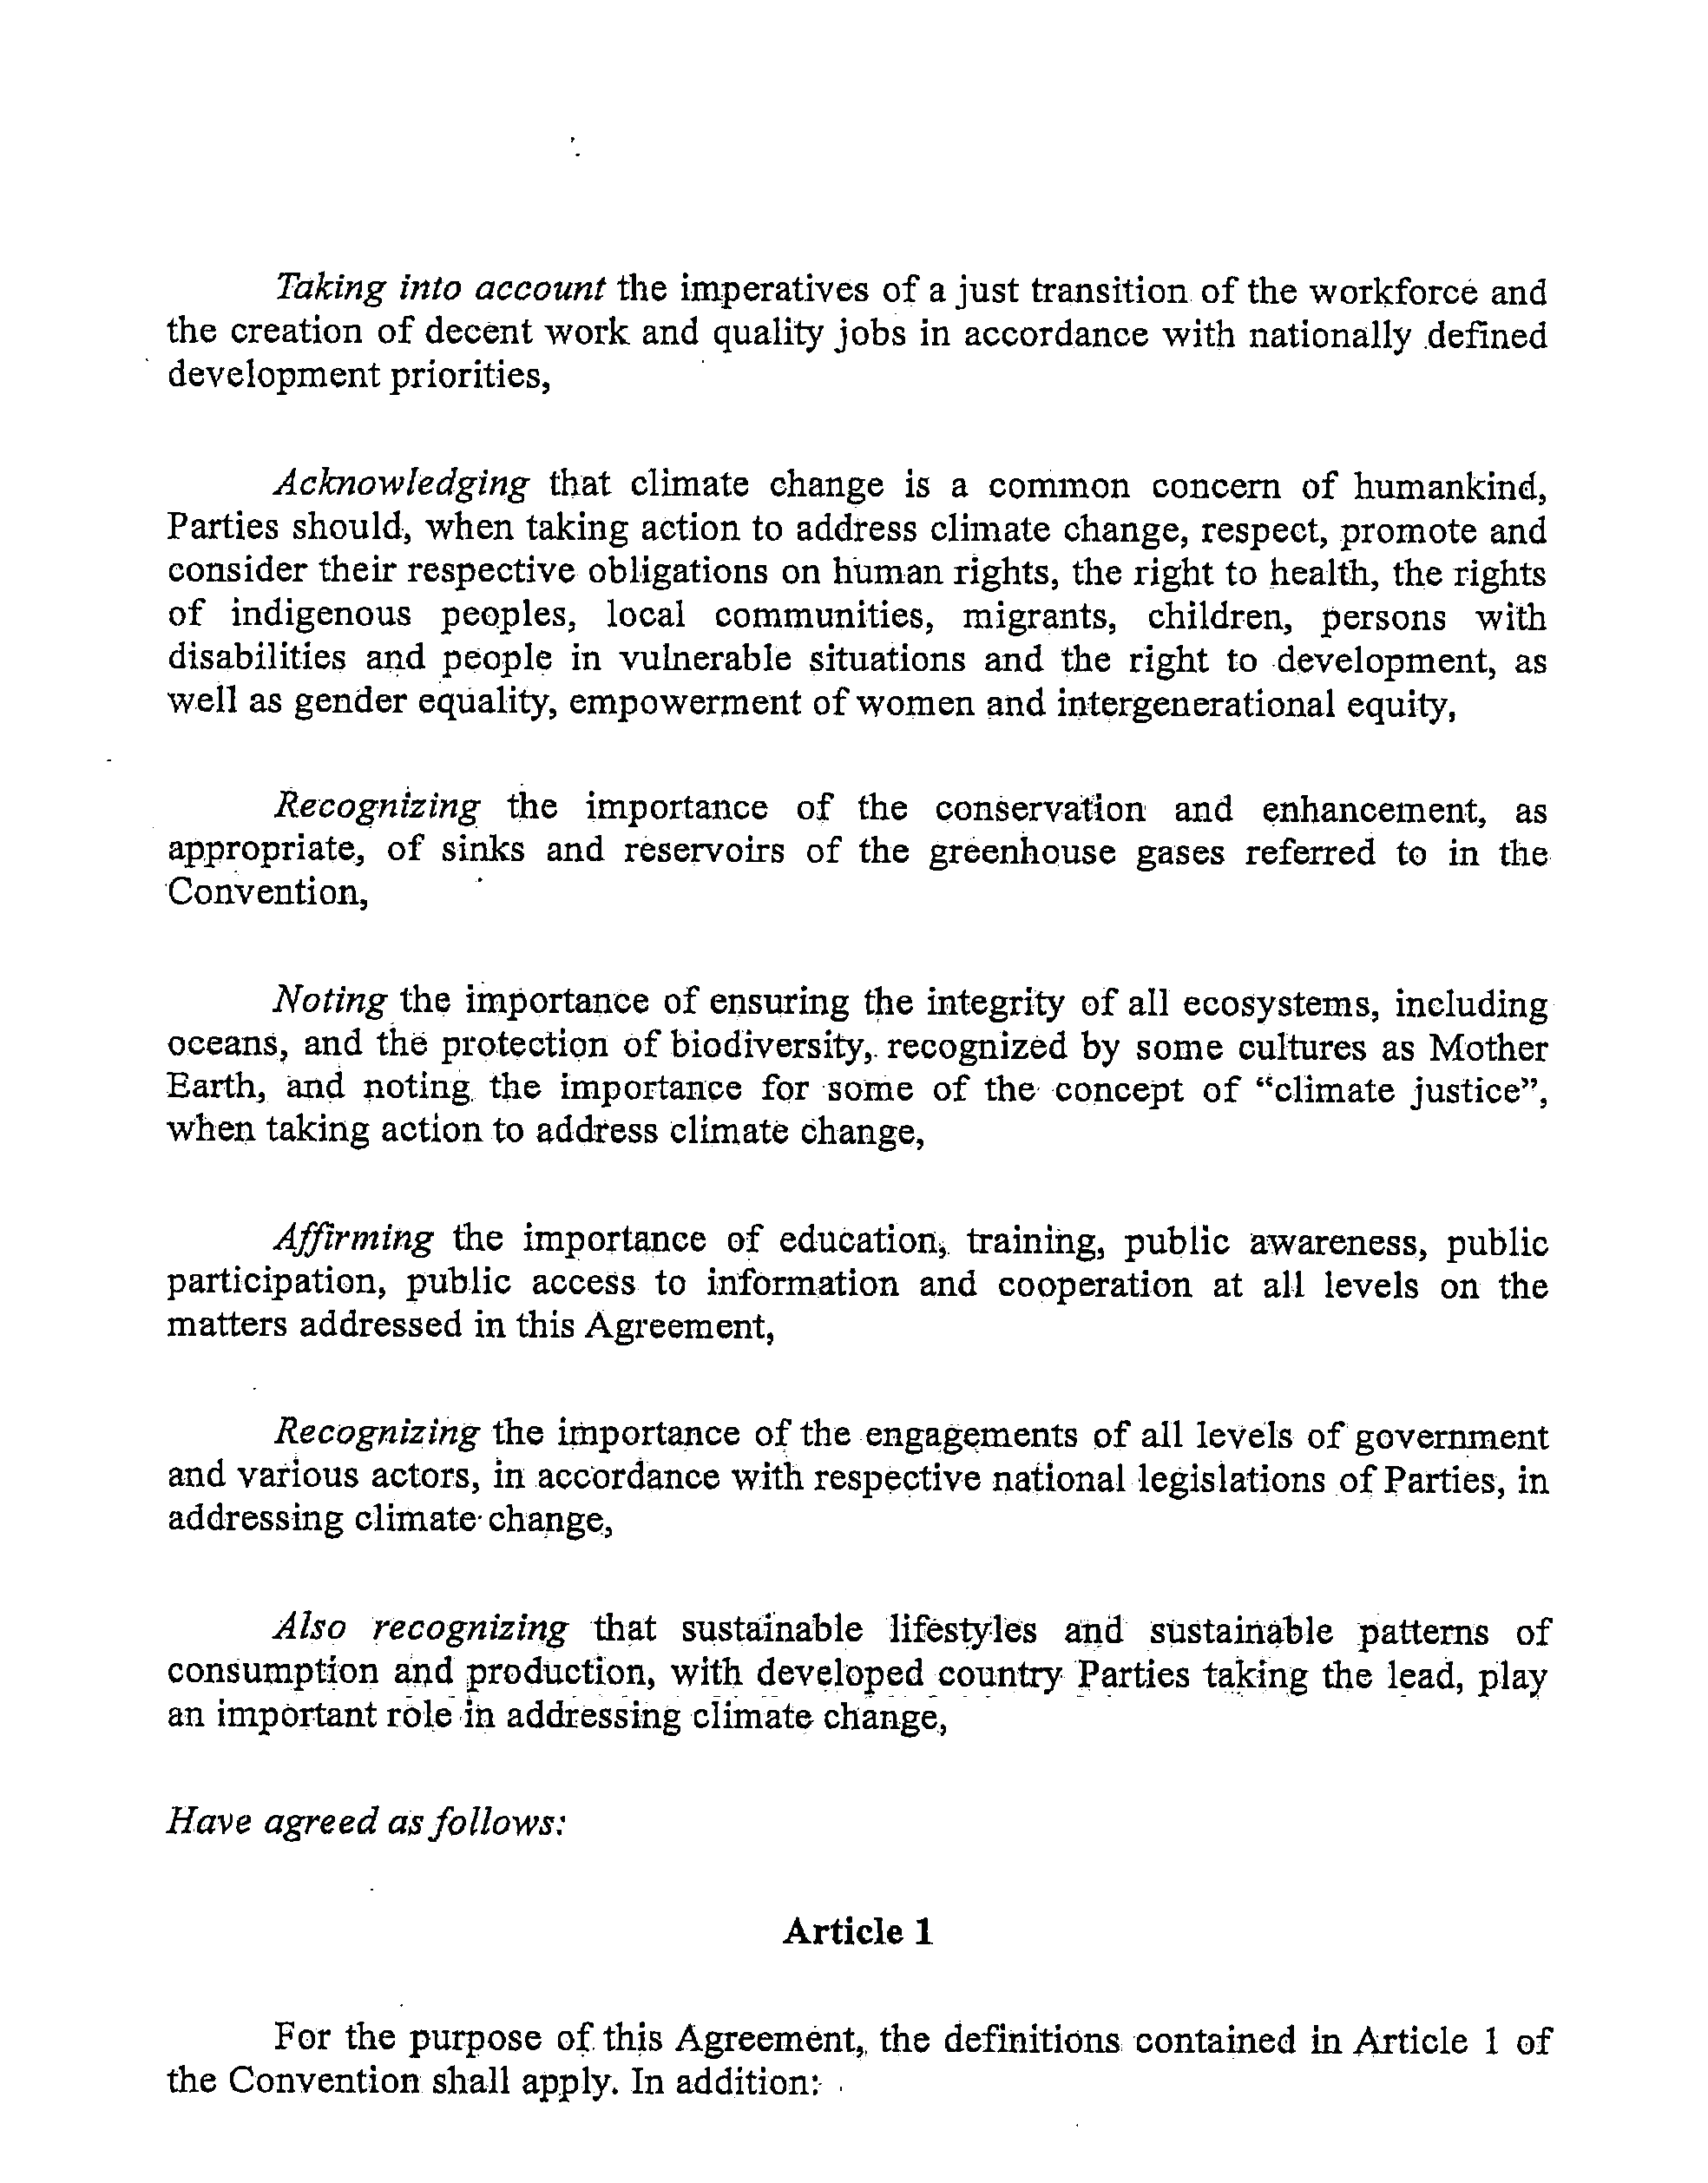 Taking into account the imperatives of a just transition of the workforce and
the creation of decent work and quality jobs in accordance with nationally defined
development priorities,
Acknowledging that climate change is a common concern of humankind,
Parties should, when taking action to address climate change, respect, promote and
consider their respective obligations on human rights, the right to health, the rights
of indigenous peoples, local communities, migrants, children, persons with
disabilities and people in vulnerable situations and the right to development, as
well as gender equality, empowerment of women and intergenerational equity,
Recognizing the importance of the conservation and enhancement, as
appropriate, of sinks and reservoirs of the greenhouse gases referred to in the
Convention,
Noting the importance of ensuring the integrity of all ecosystems, including
oceans, and the protection of biodiversity, recognized by some cultures as Mother
Earth, and noting the importance for some of the concept of “climate justice”,
when taking action to address climate change,
Affirming the importance of education, training, public awareness, public
participation, public access to information and cooperation at all levels on the
matters addressed in this Agreement,
Recognizing the importance of the engagements of all levels of government
and various actors, in accordance with respective national legislations of Parties, in
addressing climate change,
Also recognizing that sustainable lifestyles and sustainable patterns of
consumption and production, with developed country Parties taking the lead, play
an important role in addressing climate change,
Have agreed as follows:
Article 1
For the purpose of this Agreement, the definitions contained in Article 1 of
the Convention shall apply. In addition: